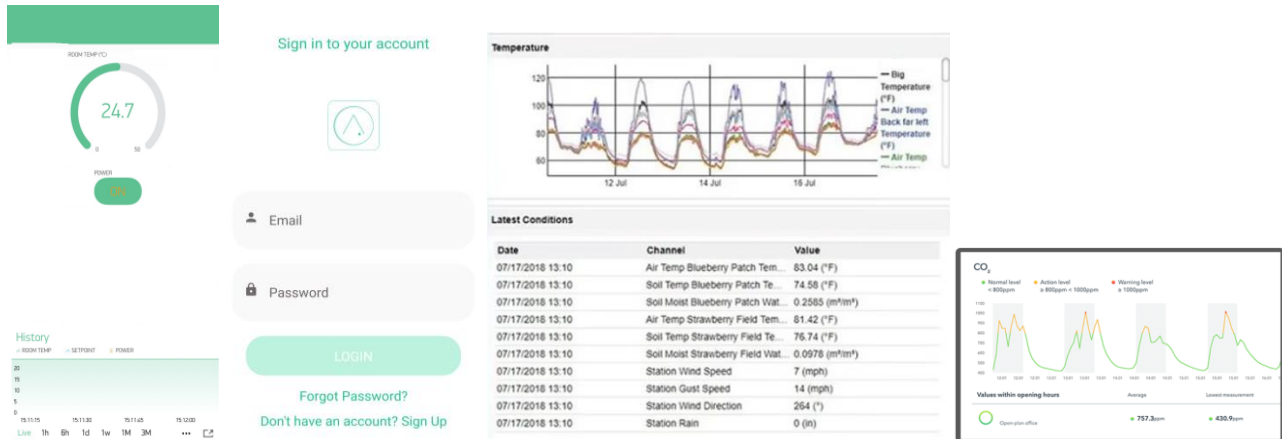 ROOM TEMP (°C)
24.7
0
50
POWER
History
ROOM TEMP
SETPOINT
POWER
20
15
10
5
0
15:11:15
15:11:30
15:11:45
15:12:00
Live 1h 6h 1d 1w 1M 3M
Sign in to your account
Email
Password
LOGIN
Forgot Password?
Don't have an account? Sign Up
Temperature
120
100
80
60
12 Jul
14 Jul
16 Jul
Big
Temperature
(°F)
Air Temp
Back far left
Temperature
(°F)
Air Temp
Latest Conditions
Date Channel Value
07/17/2018 13:10 Air Temp Blueberry Patch Tem... 83.04 (°F)
07/17/2018 13:10 Soil Temp Blueberry Patch Te... 74.58 (°F)
07/17/2018 13:10 Soil Moist Blueberry Patch Wat... 0.2585 (m³/m³)
07/17/2018 13:10 Air Temp Strawberry Field Tem... 81.42 (°F)
07/17/2018 13:10 Soil Temp Strawberry Field Te... 76.74 (°F)
07/17/2018 13:10 Soil Moist Strawberry Field Wat... 0.0978 (m³/m³)
07/17/2018 13:10 Station Wind Speed 7 (mph)
07/17/2018 13:10 Station Gust Speed 14 (mph)
07/17/2018 13:10 Station Wind Direction 264 (°)
07/17/2018 13:10 Station Rain 0 (in)
CO₂
Normal level
< 800ppm
Action level
≥ 800ppm < 1000ppm
Warning level
≥ 1000ppm
1100
1000
900
800
700
600
500
400
Values within opening hours Average Lowest measurement
Open-plan office 757.3ppm 430.9ppm